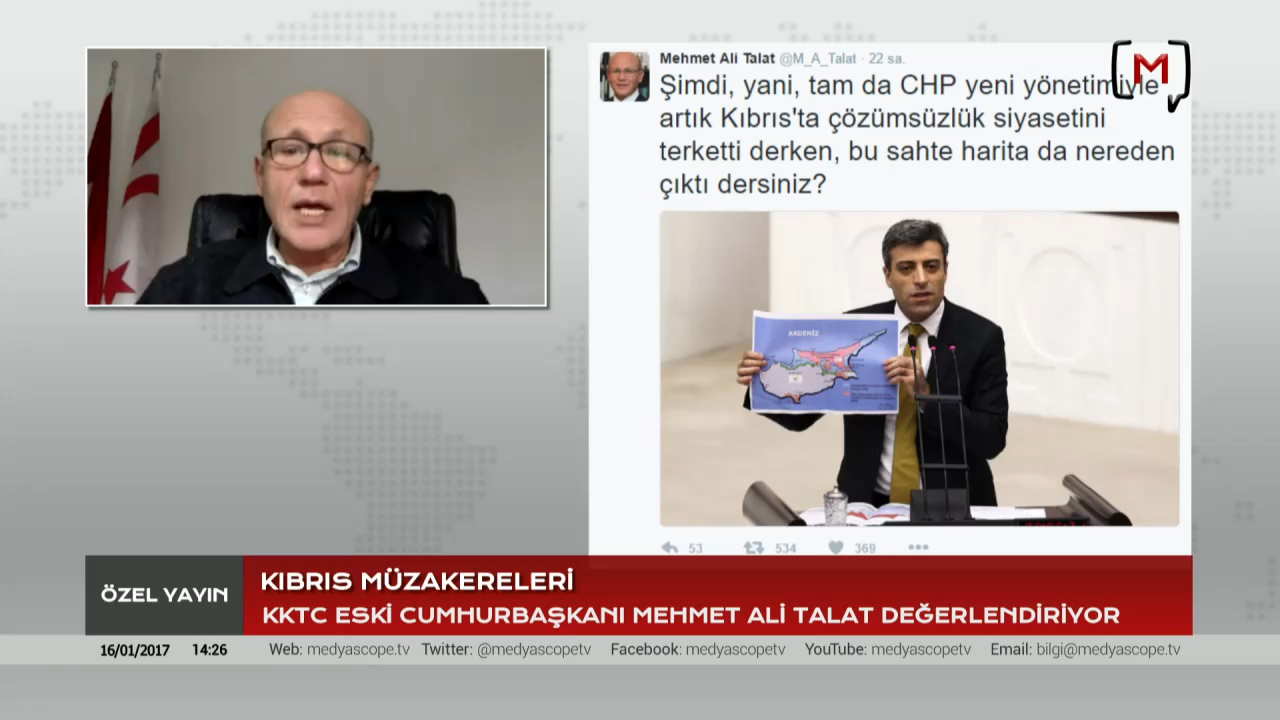 Mehmet Ali Talat @M_A_Talat · 22 sa.
Şimdi, yani, tam da CHP yeni yönetimiyle
artık Kıbrıs'ta çözümsüzlük siyasetini
terketti derken, bu sahte harita da nereden
çıktı dersiniz?
M
AKDENİZ
53 534 369
ÖZEL YAYIN
KIBRIS MÜZAKERELERİ
KKTC ESKİ CUMHURBAŞKANI MEHMET ALİ TALAT DEĞERLENDİRİYOR
16/01/2017 14:26 Web: medyascope.tv Twitter: @medyascopetv Facebook: medyascopetv YouTube: medyascopetv Email: bilgi@medyascope.tv